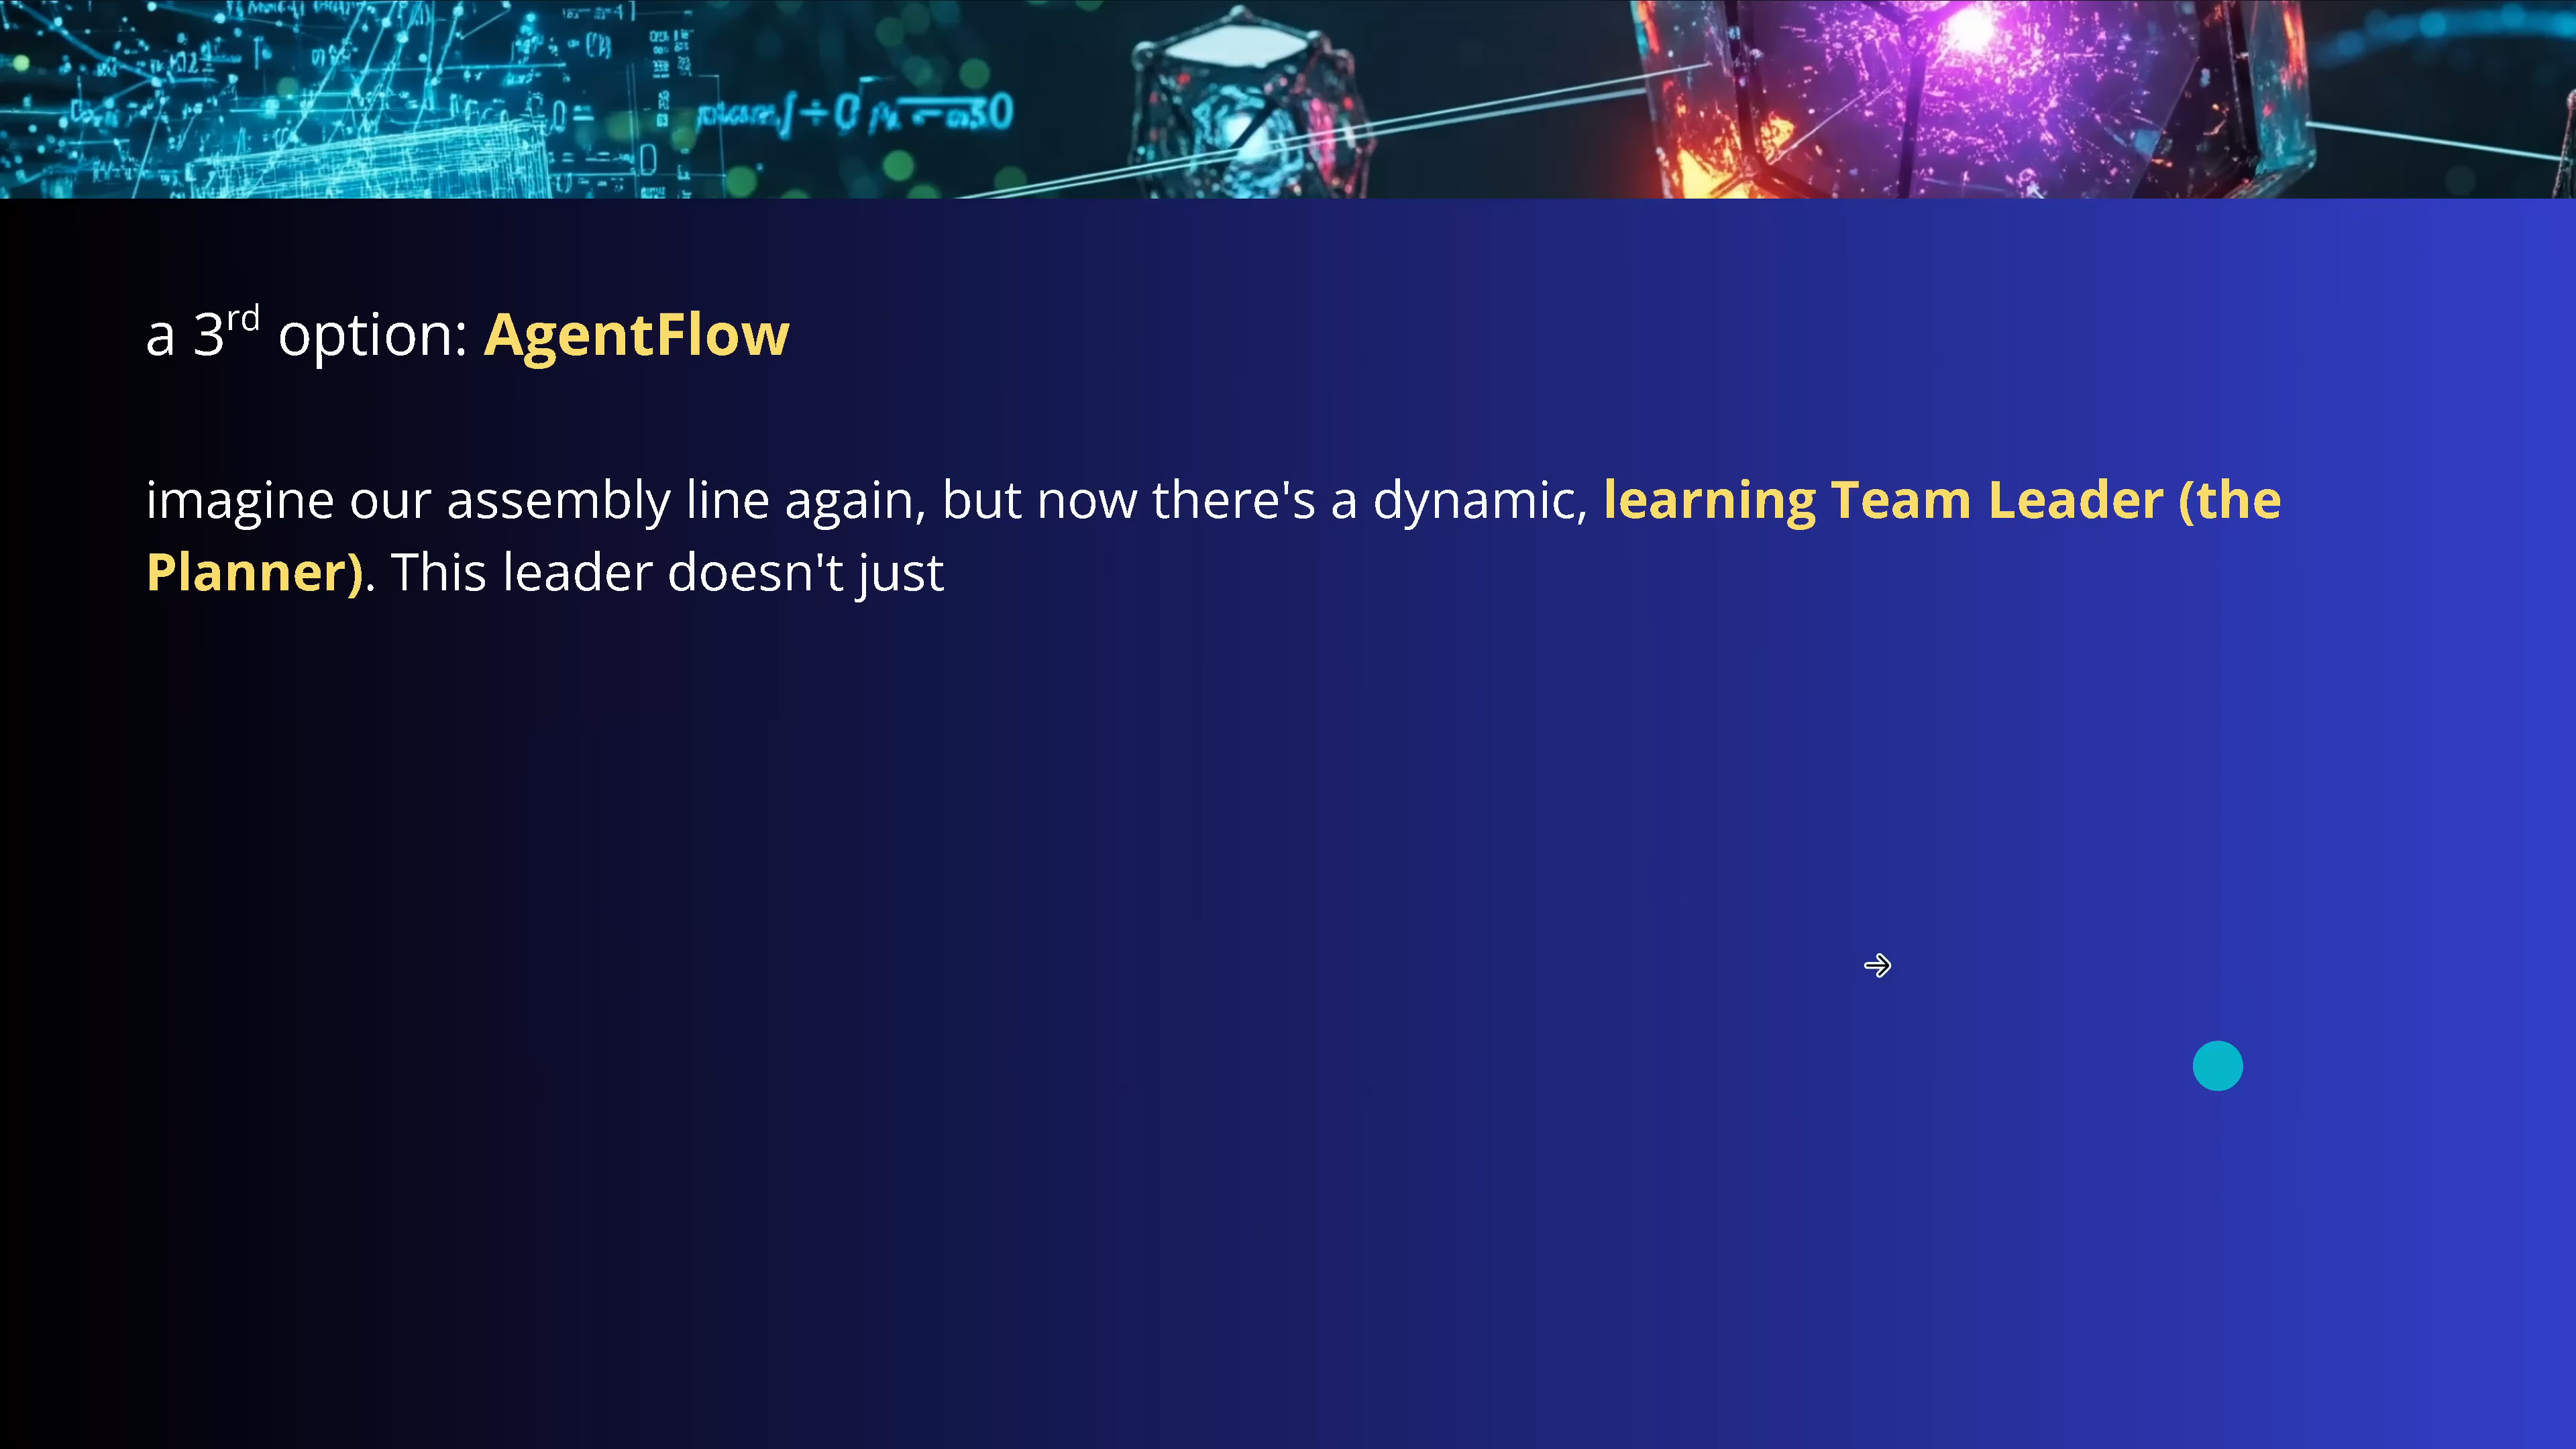 a 3rd option: AgentFlow
imagine our assembly line again, but now there's a dynamic, learning Team Leader (the
Planner). This leader doesn't just